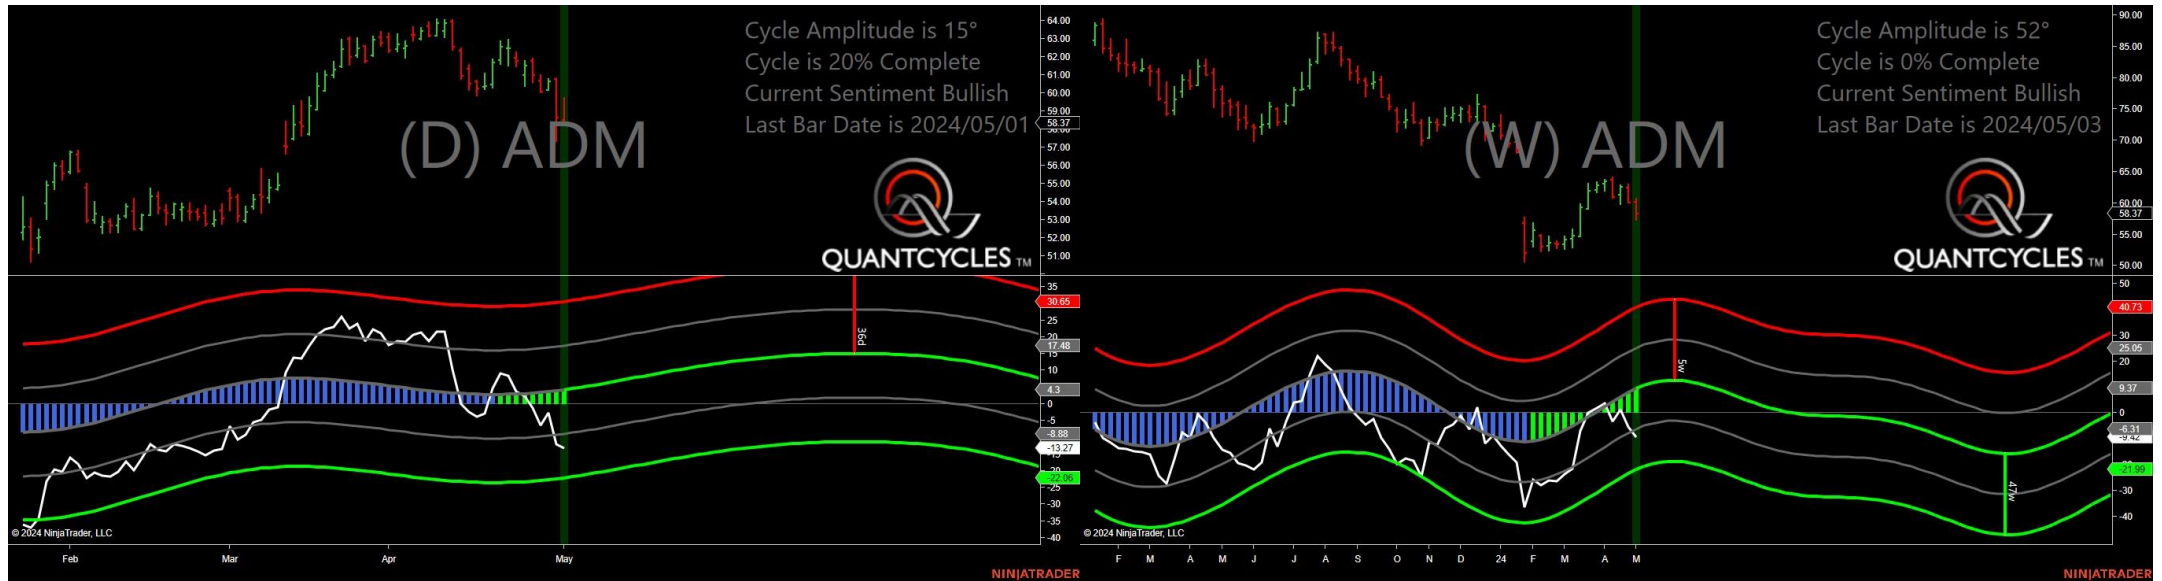 Cycle Amplitude is 15°
Cycle is 20% Complete
Current Sentiment Bullish
Last Bar Date is 2024/05/01
(D) ADM
QUANTCYCLES TM
64.00
63.00
62.00
61.00
60.00
59.00
58.37
57.00
56.00
55.00
54.00
53.00
52.00
51.00
35
30.65
25
20
17.48
15
10
4.3
0
-5
-8.88
-13.27
-22.06
-25
-30
-35
-40
36d
© 2024 NinjaTrader, LLC
Feb Mar Apr May
NINJATRADER
Cycle Amplitude is 52°
Cycle is 0% Complete
Current Sentiment Bullish
Last Bar Date is 2024/05/03
(W) ADM
QUANTCYCLES TM
90.00
85.00
80.00
75.00
70.00
65.00
60.00
58.37
55.00
50.00
50
40.73
30
25.05
20
9.37
0
-6.31
-9.42
-21.99
-30
-40
5w
47w
© 2024 NinjaTrader, LLC
F M A M J J A S O N D 24 F M A M
NINJATRADER